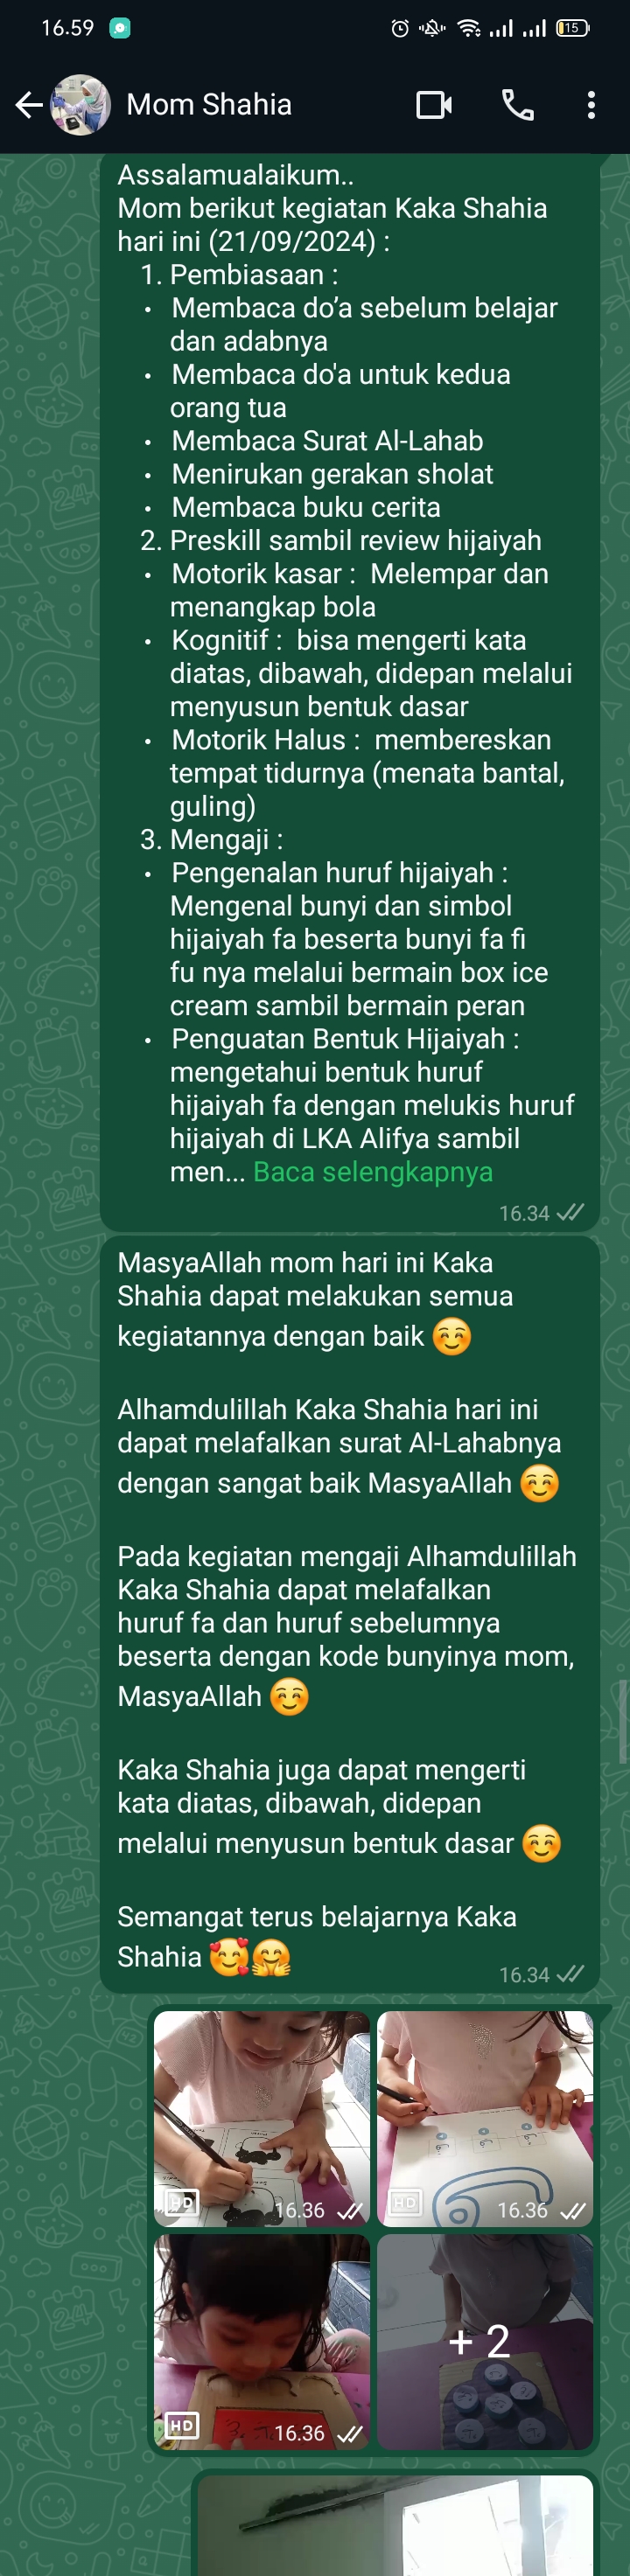 16.59
15
Mom Shahia
Assalamualaikum..
Mom berikut kegiatan Kaka Shahia
hari ini (21/09/2024) :
1. Pembiasaan :
• Membaca do’a sebelum belajar
dan adabnya
• Membaca do'a untuk kedua
orang tua
• Membaca Surat Al-Lahab
• Menirukan gerakan sholat
• Membaca buku cerita
2. Preskill sambil review hijaiyah
• Motorik kasar : Melempar dan
menangkap bola
• Kognitif : bisa mengerti kata
diatas, dibawah, didepan melalui
menyusun bentuk dasar
• Motorik Halus : membereskan
tempat tidurnya (menata bantal,
guling)
3. Mengaji :
• Pengenalan huruf hijaiyah :
Mengenal bunyi dan simbol
hijaiyah fa beserta bunyi fa fi
fu nya melalui bermain box ice
cream sambil bermain peran
• Penguatan Bentuk Hijaiyah :
mengetahui bentuk huruf
hijaiyah fa dengan melukis huruf
hijaiyah di LKA Alifya sambil
men... Baca selengkapnya
16.34
MasyaAllah mom hari ini Kaka
Shahia dapat melakukan semua
kegiatannya dengan baik ☺️
Alhamdulillah Kaka Shahia hari ini
dapat melafalkan surat Al-Lahabnya
dengan sangat baik MasyaAllah ☺️
Pada kegiatan mengaji Alhamdulillah
Kaka Shahia dapat melafalkan
huruf fa dan huruf sebelumnya
beserta dengan kode bunyinya mom,
MasyaAllah ☺️
Kaka Shahia juga dapat mengerti
kata diatas, dibawah, didepan
melalui menyusun bentuk dasar ☺️
Semangat terus belajarnya Kaka
Shahia 🥰🤗
16.34
HD 16.36
HD 16.36
HD 16.36
+ 2